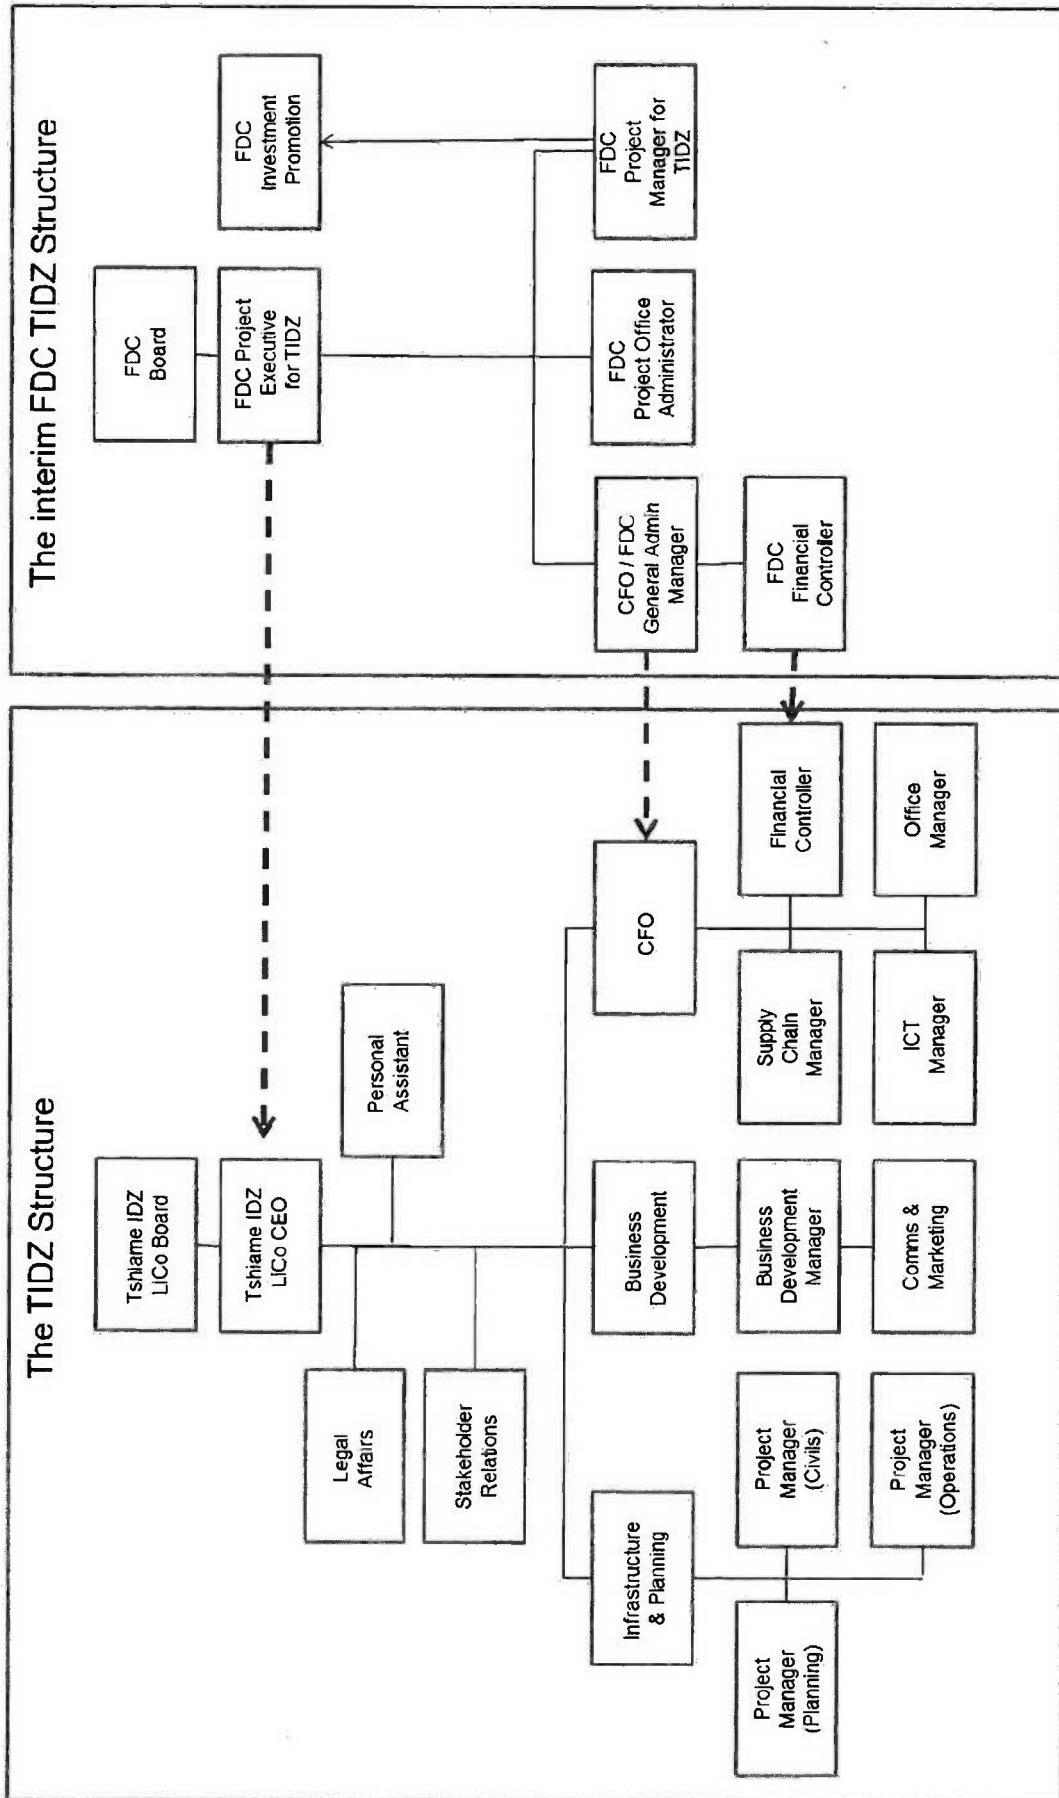 The TIDZ Structure
Tshiame IDZ
LiCo Board
Tshiame IDZ
LiCo CEO
Legal
Affairs
Personal
Assistant
Stakeholder
Relations
Infrastructure
& Planning
Business
Development
CFO
Project
Manager
(Planning)
Project
Manager
(Civils)
Business
Development
Manager
Supply
Chain
Manager
Financial
Controller
Project
Manager
(Operations)
Comms &
Marketing
ICT
Manager
Office
Manager
The interim FDC TIDZ Structure
FDC
Board
FDC Project
Executive
for TIDZ
FDC
Investment
Promotion
CFO / FDC
General Admin
Manager
FDC
Project Office
Administrator
FDC
Project
Manager for
TIDZ
FDC
Financial
Controller